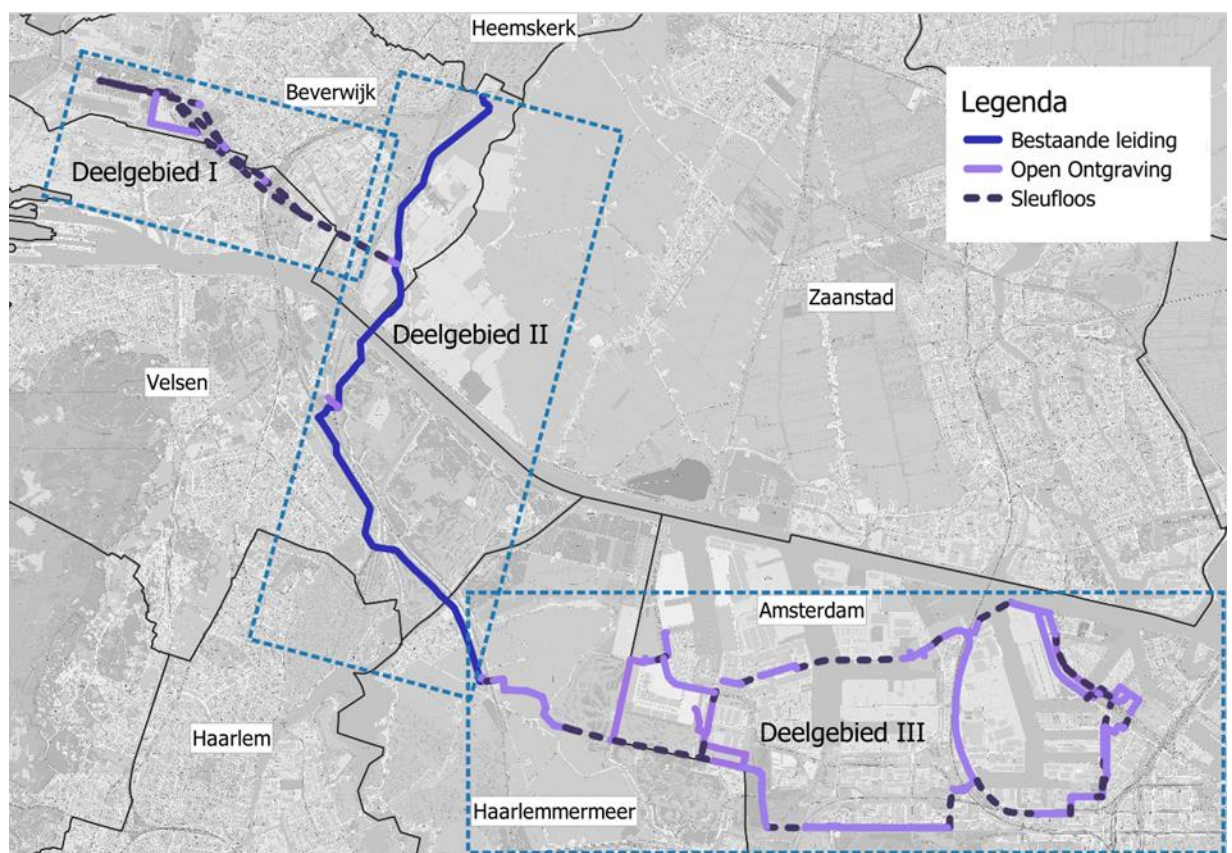 Heemskerk
Beverwijk
Legenda
Bestaande leiding
Open Ontgraving
Sleufloos
Deelgebied I
Zaanstad
Deelgebied II
Velsen
Amsterdam
Haarlem
Deelgebied III
Haarlemmermeer